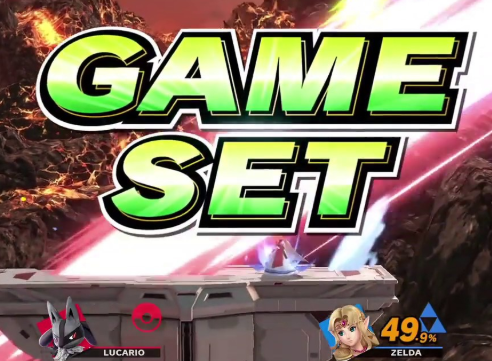 GAME
SET
LUCARIO
49.9%
ZELDA